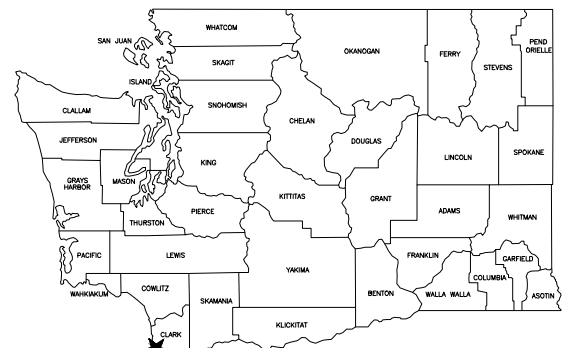 WHATCOM
SAN JUAN
SKAGIT
ISLAND
SNOHOMISH
OKANOGAN
FERRY
STEVENS
PEND
ORIELLE
CLALLAM
CHELAN
JEFFERSON
DOUGLAS
KING
LINCOLN
SPOKANE
GRAYS
HARBOR
MASON
KITTITAS
GRANT
PIERCE
ADAMS
WHITMAN
THURSTON
PACIFIC
LEWIS
YAKIMA
FRANKLIN
GARFIELD
COLUMBIA
WAHKIAKUM
COWLITZ
SKAMANIA
BENTON
WALLA WALLA
ASOTIN
KLICKITAT
CLARK